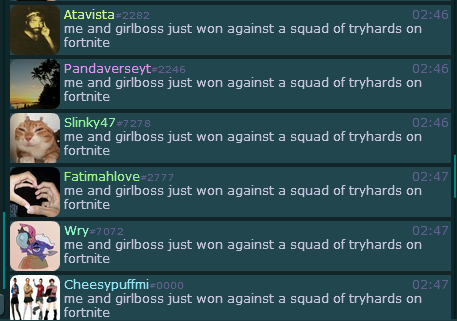 Atavista#2282 02:46
me and girlboss just won against a squad of tryhards on
fortnite
Pandaverseyt#2246 02:46
me and girlboss just won against a squad of tryhards on
fortnite
Slinky47#7278 02:46
me and girlboss just won against a squad of tryhards on
fortnite
Fatimahlove#2777 02:47
me and girlboss just won against a squad of tryhards on
fortnite
Wry#7072 02:47
me and girlboss just won against a squad of tryhards on
fortnite
Cheesypuffmi#0000 02:47
me and girlboss just won against a squad of tryhards on
fortnite